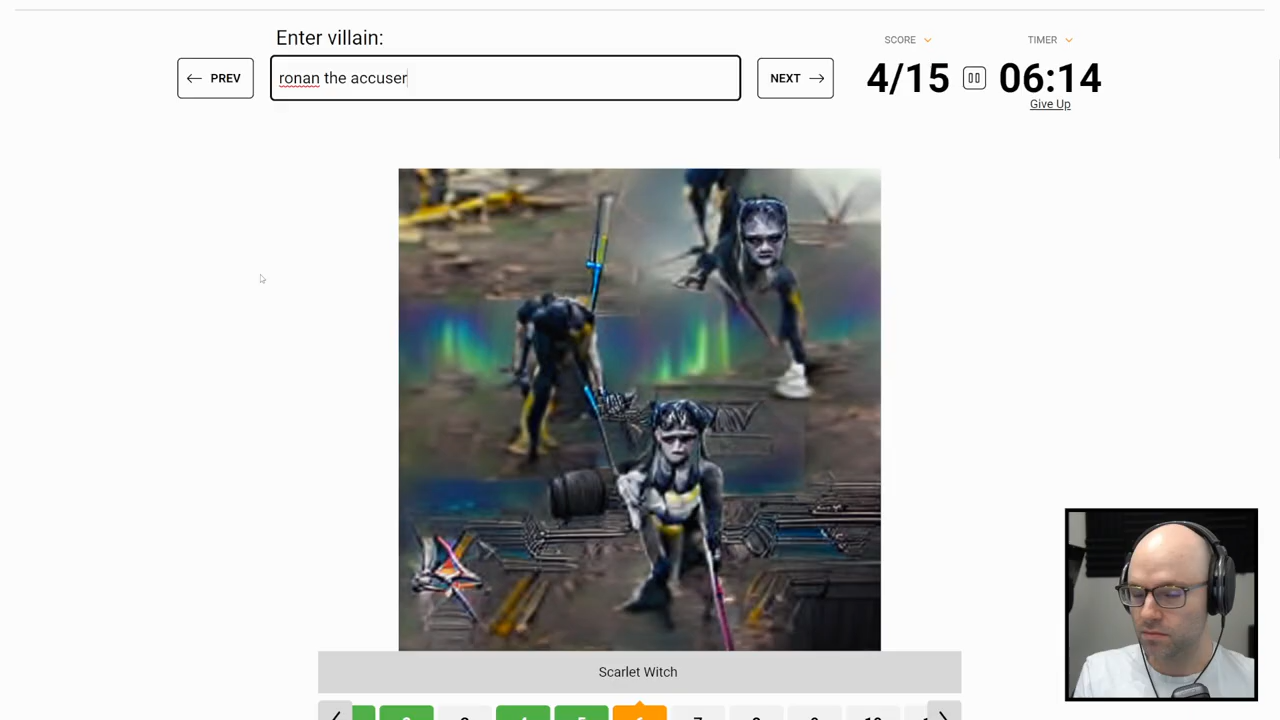 Enter villain:
SCORE
TIMER
← PREV
ronan the accuser
NEXT →
4/15
06:14
Give Up
Scarlet Witch